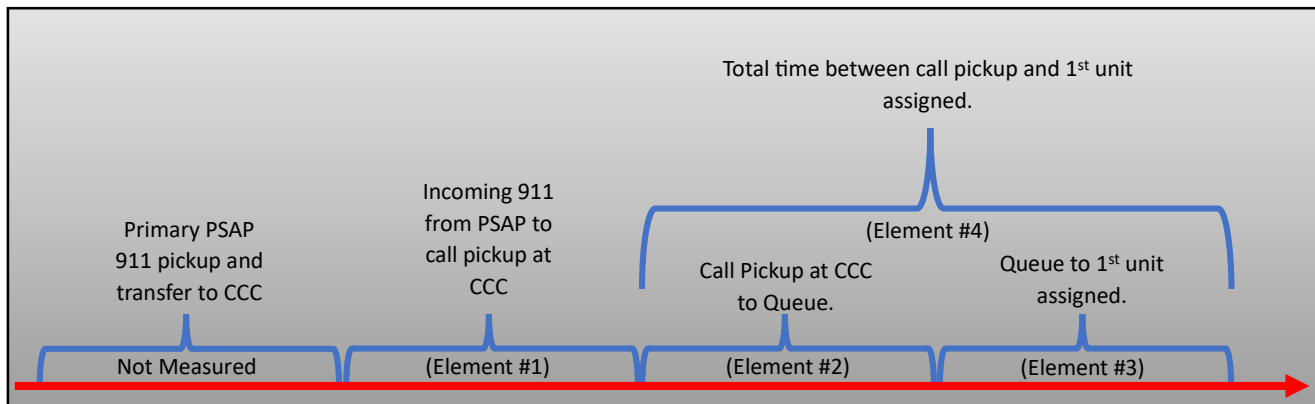 Total time between call pickup and 1st unit
assigned.
(Element #4)
Primary PSAP
911 pickup and
transfer to CCC
Not Measured
Incoming 911
from PSAP to
call pickup at
CCC
(Element #1)
Call Pickup at CCC
to Queue.
(Element #2)
Queue to 1st unit
assigned.
(Element #3)